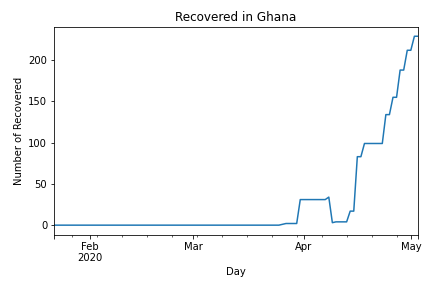 Recovered in Ghana
Number of Recovered
200
150
100
50
0
Feb
2020
Mar
Apr
May
Day